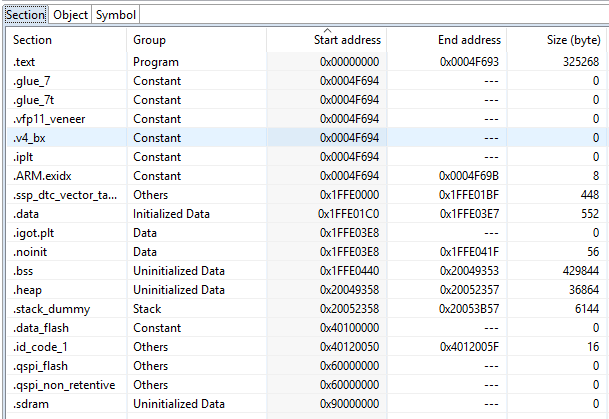 Section Object Symbol
Section Group Start address End address Size (byte)
.text Program 0x00000000 0x0004F693 325268
.glue_7 Constant 0x0004F694 --- 0
.glue_7t Constant 0x0004F694 --- 0
.vfp11_veneer Constant 0x0004F694 --- 0
.v4_bx Constant 0x0004F694 --- 0
.iplt Constant 0x0004F694 --- 0
.ARM.exidx Constant 0x0004F694 0x0004F69B 8
.ssp_dtc_vector_ta... Others 0x1FFE0000 0x1FFE01BF 448
.data Initialized Data 0x1FFE01C0 0x1FFE03E7 552
.igot.plt Data 0x1FFE03E8 --- 0
.noinit Data 0x1FFE03E8 0x1FFE041F 56
.bss Uninitialized Data 0x1FFE0440 0x20049353 429844
.heap Uninitialized Data 0x20049358 0x20052357 36864
.stack_dummy Stack 0x20052358 0x20053B57 6144
.data_flash Constant 0x40100000 --- 0
.id_code_1 Others 0x40120050 0x4012005F 16
.qspi_flash Others 0x60000000 --- 0
.qspi_non_retentive Others 0x60000000 --- 0
.sdram Uninitialized Data 0x90000000 --- 0